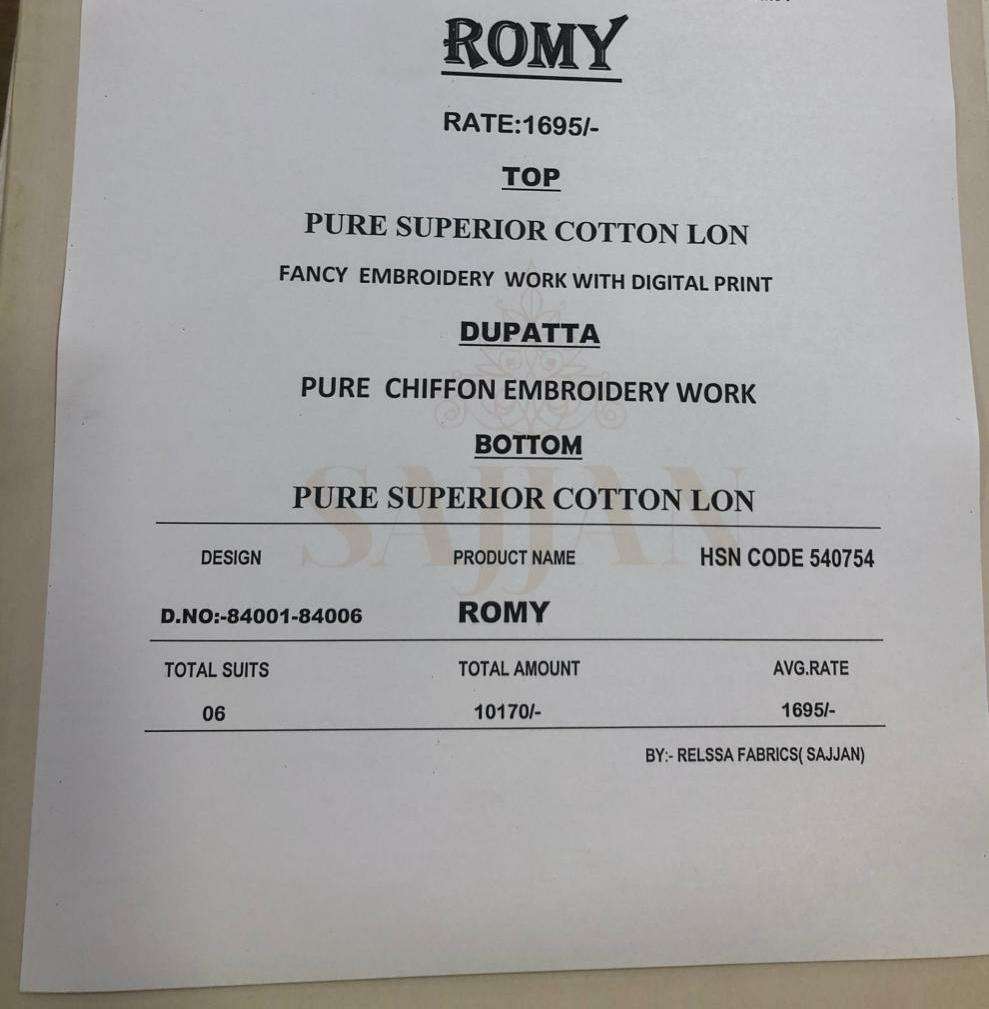 ROMY
RATE:1695/-
TOP
PURE SUPERIOR COTTON LON
FANCY EMBROIDERY WORK WITH DIGITAL PRINT
DUPATTA
PURE CHIFFON EMBROIDERY WORK
BOTTOM
SAJJAN
PURE SUPERIOR COTTON LON
DESIGN PRODUCT NAME HSN CODE 540754
D.NO:-84001-84006 ROMY
TOTAL SUITS TOTAL AMOUNT AVG.RATE
06 10170/- 1695/-
BY:- RELSSA FABRICS( SAJJAN)